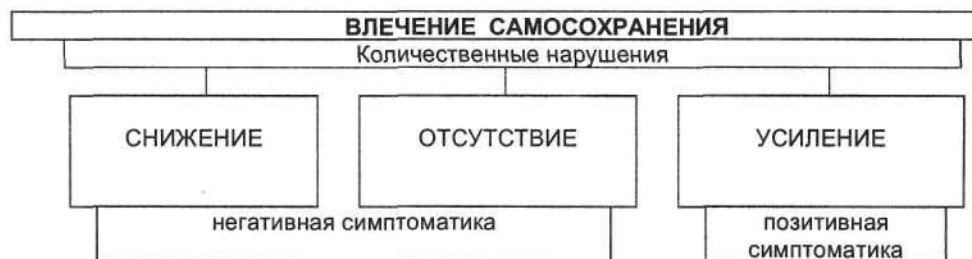 ВЛЕЧЕНИЕ САМОСОХРАНЕНИЯ
Количественные нарушения
СНИЖЕНИЕ
ОТСУТСТВИЕ
УСИЛЕНИЕ
негативная симптоматика
позитивная
симптоматика